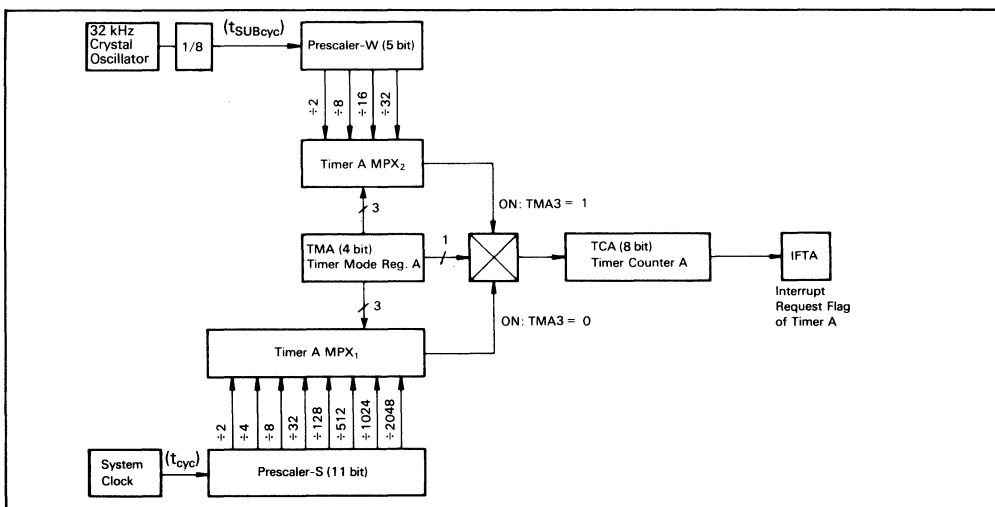 32 kHz
Crystal
Oscillator
1/8
(tSUBcyc)
Prescaler-W (5 bit)
÷2
÷8
÷16
÷32
Timer A MPX2
3
ON: TMA3 = 1
TMA (4 bit)
Timer Mode Reg. A
1
TCA (8 bit)
Timer Counter A
IFTA
Interrupt
Request Flag
of Timer A
3
ON: TMA3 = 0
Timer A MPX1
÷2
÷4
÷8
÷32
÷128
÷512
÷1024
÷2048
System
Clock
(tcyc)
Prescaler-S (11 bit)